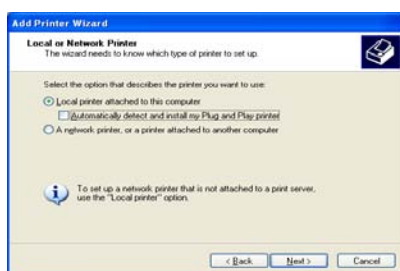 Add Printer Wizard
Local or Network Printer
The wizard needs to know which type of printer to set up.
Select the option that describes the printer you want to use:
Local printer attached to this computer
Automatically detect and install my Plug and Play printer
A network printer, or a printer attached to another computer
To set up a network printer that is not attached to a print server,
use the "Local printer" option.
< Back Next > Cancel